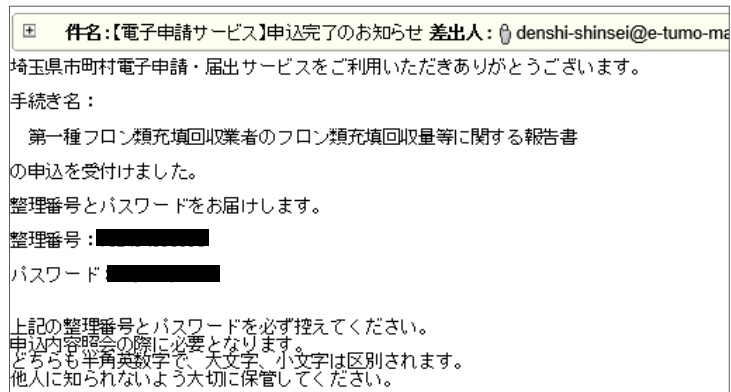 件名:【電子申請サービス】申込完了のお知らせ 差出人: denshi-shinsei@e-tumo-ma
埼玉県市町村電子申請・届出サービスをご利用いただきありがとうございます。
手続き名:
第一種フロン類充填回収業者のフロン類充填回収量等に関する報告書
の申込を受付けました。
整理番号とパスワードをお届けします。
整理番号:
パスワード:
上記の整理番号とパスワードを必ず控えてください。
申込内容照会の際に必要となります。
どちらも半角英数字で、大文字、小文字は区別されます。
他人に知られないよう大切に保管してください。